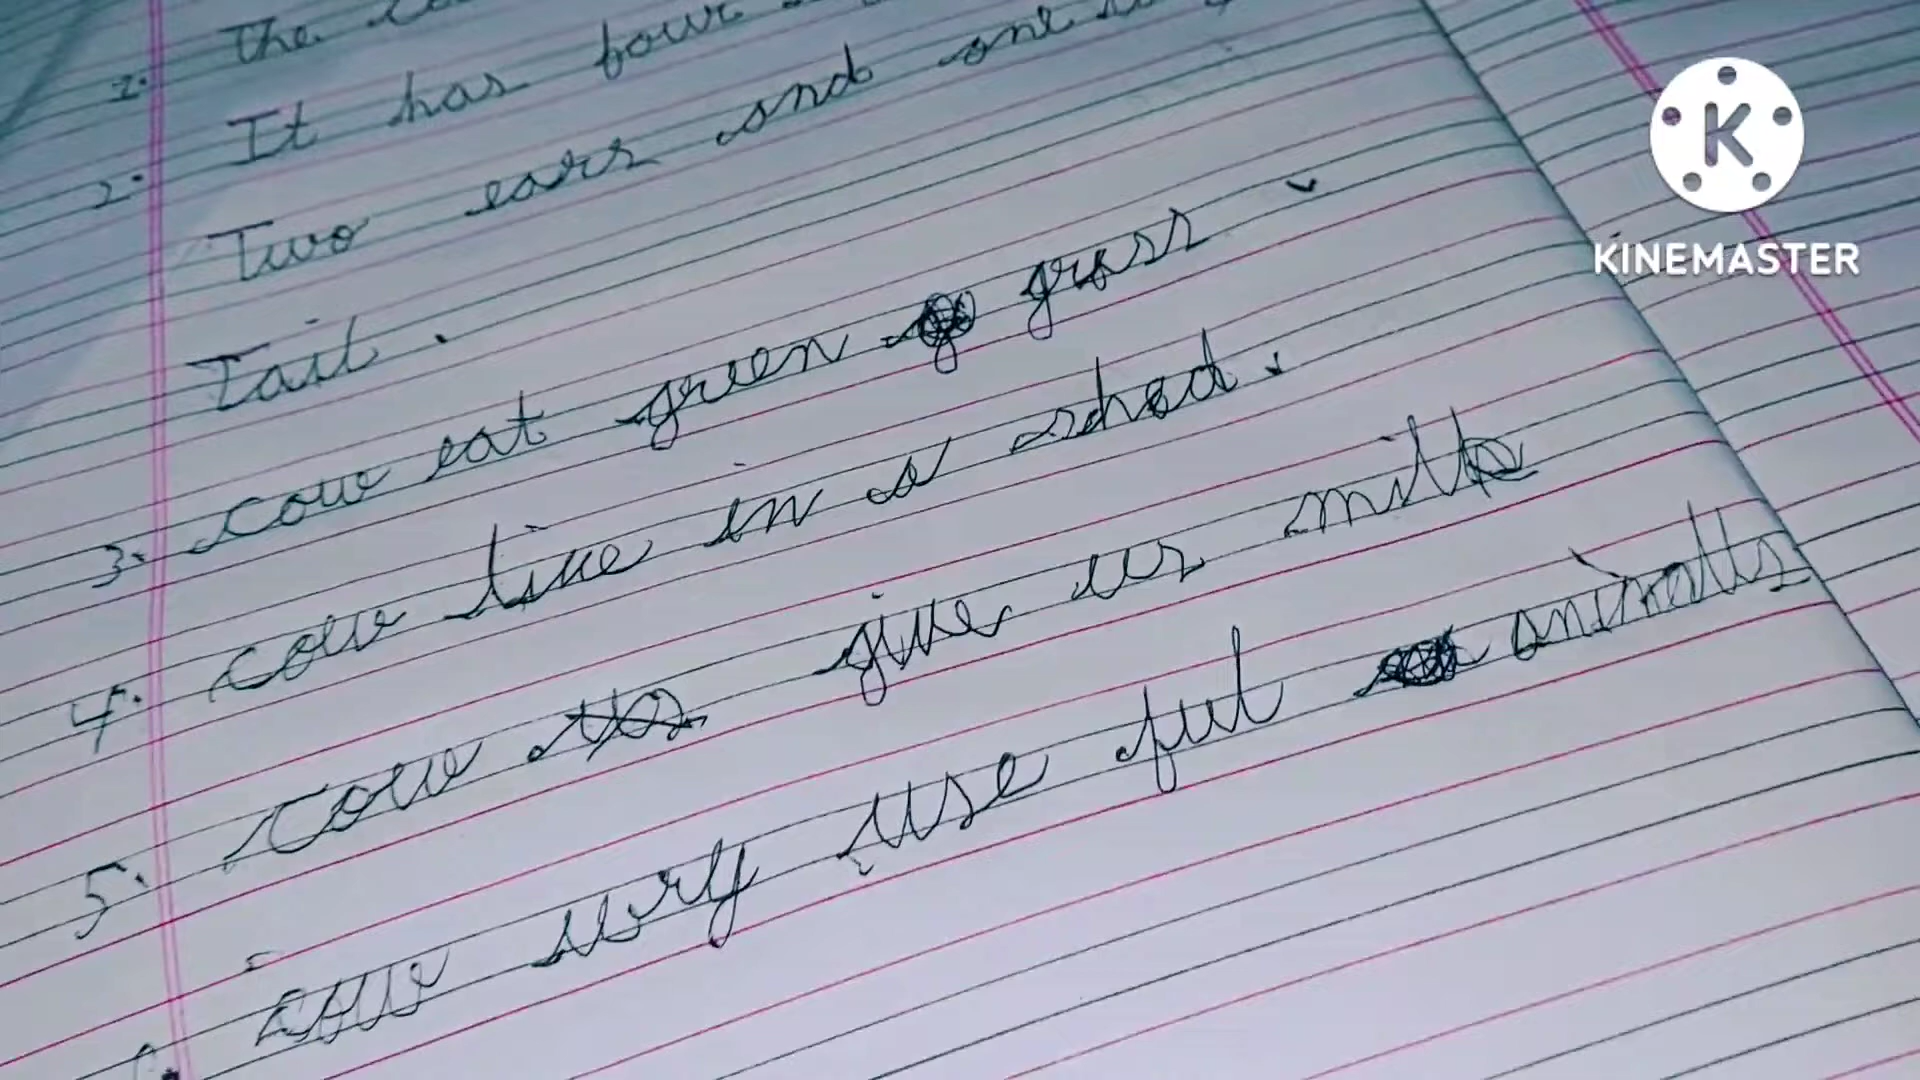 1. The
2. It has four
Two ears and one
Tail.
3. cow eat green grass
4. cow live in a shed.
5. cow give us milk
cow very use ful animalls
KINEMASTER